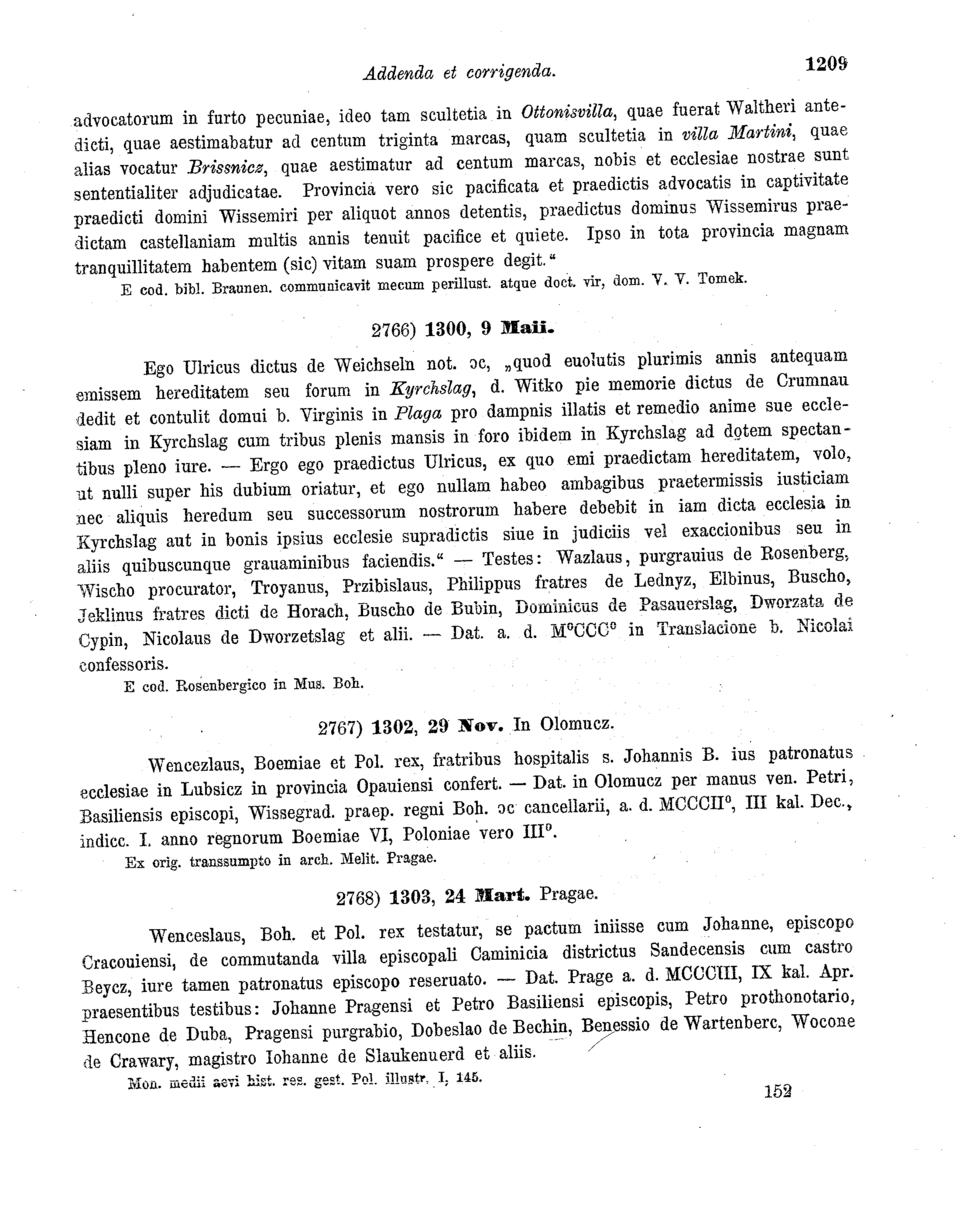 Addenda et corrigenda.
1209
advocatorum in furto pecuniae, ideo tam scultetia in Ottonisvilla, quae fuerat Waltheri ante-
dicti, quae aestimabatur ad centum triginta marcas, quam scultetia in villa Martini, quae
alias vocatur Brissnicz, quae aestimatur ad centum marcas, nobis et ecclesiae nostrae sunt
sententialiter adjudicatae. Provincia vero sic pacificata et praedictis advocatis in captivitate
praedicti domini Wissemiri per aliquot annos detentis, praedictus dominus Wissemirus prae-
dictam castellaniam multis annis tenuit pacifice et quiete. Ipso in tota provincia magnam
tranquillitatem habentem (sic) vitam suam prospere degit.“
E cod. bibl. Braunen. communicavit mecum perillust. atque doct. vir, dom. V. V. Tomek.
2766) 1300, 9 Maii.
Ego Ulricus dictus de Weichseln not. ɔc, „quod euolutis plurimis annis antequam
emissem hereditatem seu forum in Kyrchslag, d. Witko pie memorie dictus de Crumnau
dedit et contulit domui b. Virginis in Plaga pro dampnis illatis et remedio anime sue eccle-
siam in Kyrchslag cum tribus plenis mansis in foro ibidem in Kyrchslag ad dotem spectan-
tibus pleno iure. — Ergo ego praedictus Ulricus, ex quo emi praedictam hereditatem, volo,
ut nulli super his dubium oriatur, et ego nullam habeo ambagibus praetermissis iusticiam
nec aliquis heredum seu successorum nostrorum habere debebit in iam dicta ecclesia in
Kyrchslag aut in bonis ipsius ecclesie supradictis siue in judiciis vel exaccionibus seu in
aliis quibuscunque grauaminibus faciendis.“ — Testes: Wazlaus, purgrauius de Rosenberg,
Wischo procurator, Troyanus, Przibislaus, Philippus fratres de Lednyz, Elbinus, Buscho,
Jeklinus fratres dicti de Horach, Buscho de Bubin, Dominicus de Pasauerslag, Dworzata de
Cypin, Nicolaus de Dworzetslag et alii. — Dat. a. d. M⁰CCC⁰ in Translacione b. Nicolai
confessoris.
E cod. Rosenbergico in Mus. Boh.
2767) 1302, 29 Nov. In Olomucz.
Wencezlaus, Boemiae et Pol. rex, fratribus hospitalis s. Johannis B. ius patronatus
ecclesiae in Lubsicz in provincia Opauiensi confert. — Dat. in Olomucz per manus ven. Petri,
Basiliensis episcopi, Wissegrad. praep. regni Boh. ɔc cancellarii, a. d. MCCCII⁰, III kal. Dec.,
indicc. I. anno regnorum Boemiae VI, Poloniae vero III⁰.
Ex orig. transsumpto in arch. Melit. Pragae.
2768) 1303, 24 Mart. Pragae.
Wenceslaus, Boh. et Pol. rex testatur, se pactum iniisse cum Johanne, episcopo
Cracouiensi, de commutanda villa episcopali Caminicia districtus Sandecensis cum castro
Beycz, iure tamen patronatus episcopo reseruato. — Dat. Prage a. d. MCCCIII, IX kal. Apr.
praesentibus testibus: Johanne Pragensi et Petro Basiliensi episcopis, Petro prothonotario,
Hencone de Duba, Pragensi purgrabio, Dobeslao de Bechin, Benessio de Wartenberc, Wocone
de Crawary, magistro Iohanne de Slaukenuerd et aliis.
Mon. medii aevi hist. res. gest. Pol. illustr. I, 145.
152